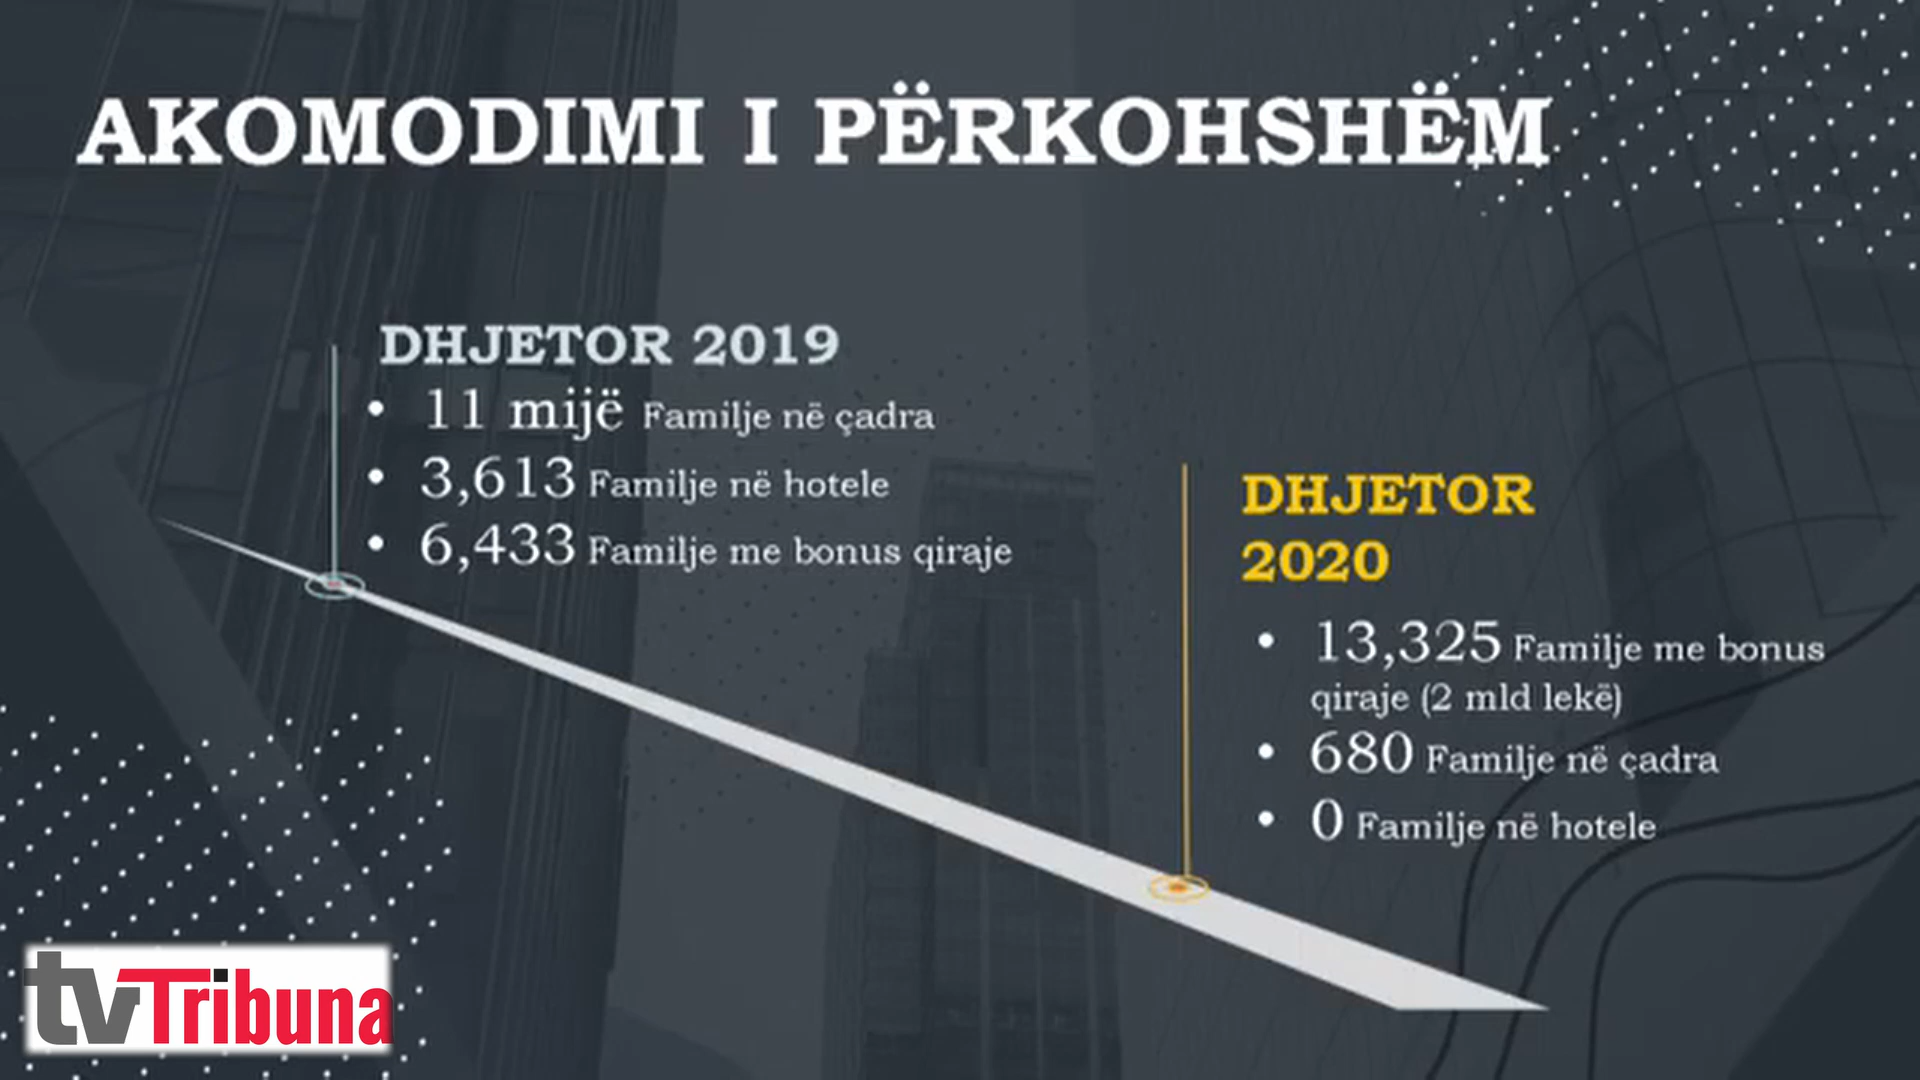 AKOMODIMI I PËRKOHSHËM
DHJETOR 2019
• 11 mijë Familje në çadra
• 3,613 Familje në hotele
• 6,433 Familje me bonus qiraje
DHJETOR
2020
• 13,325 Familje me bonus
qiraje (2 mld lekë)
• 680 Familje në çadra
• 0 Familje në hotele
tvTribuna